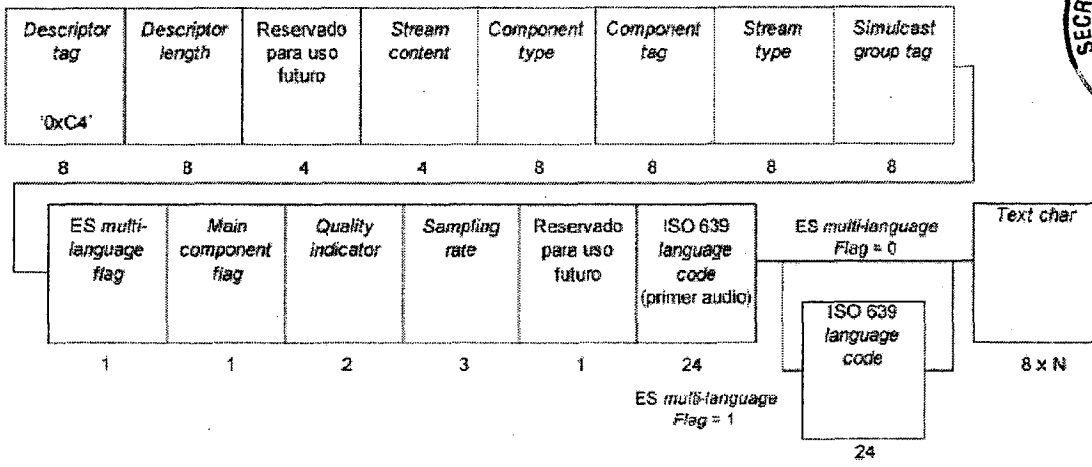 Descriptor tag '0xC4'
Descriptor length
Reservado para uso futuro
Stream content
Component type
Component tag
Stream type
Simulcast group tag
8 8 4 4 8 8 8 8
ES multi-language flag
Main component flag
Quality indicator
Sampling rate
Reservado para uso futuro
ISO 639 language code (primer audio)
ES multi-language Flag = 0
Text char
ISO 639 language code
1 1 2 3 1 24 8 x N
ES multi-language Flag = 1
24
SECR